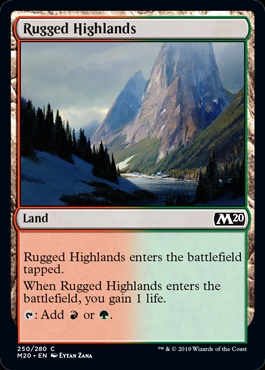 Rugged Highlands
Land
M20
Rugged Highlands enters the battlefield
tapped.
When Rugged Highlands enters the
battlefield, you gain 1 life.
: Add or .
250/280 C
M20 • EN Eytan Zana
™ & © 2019 Wizards of the Coast